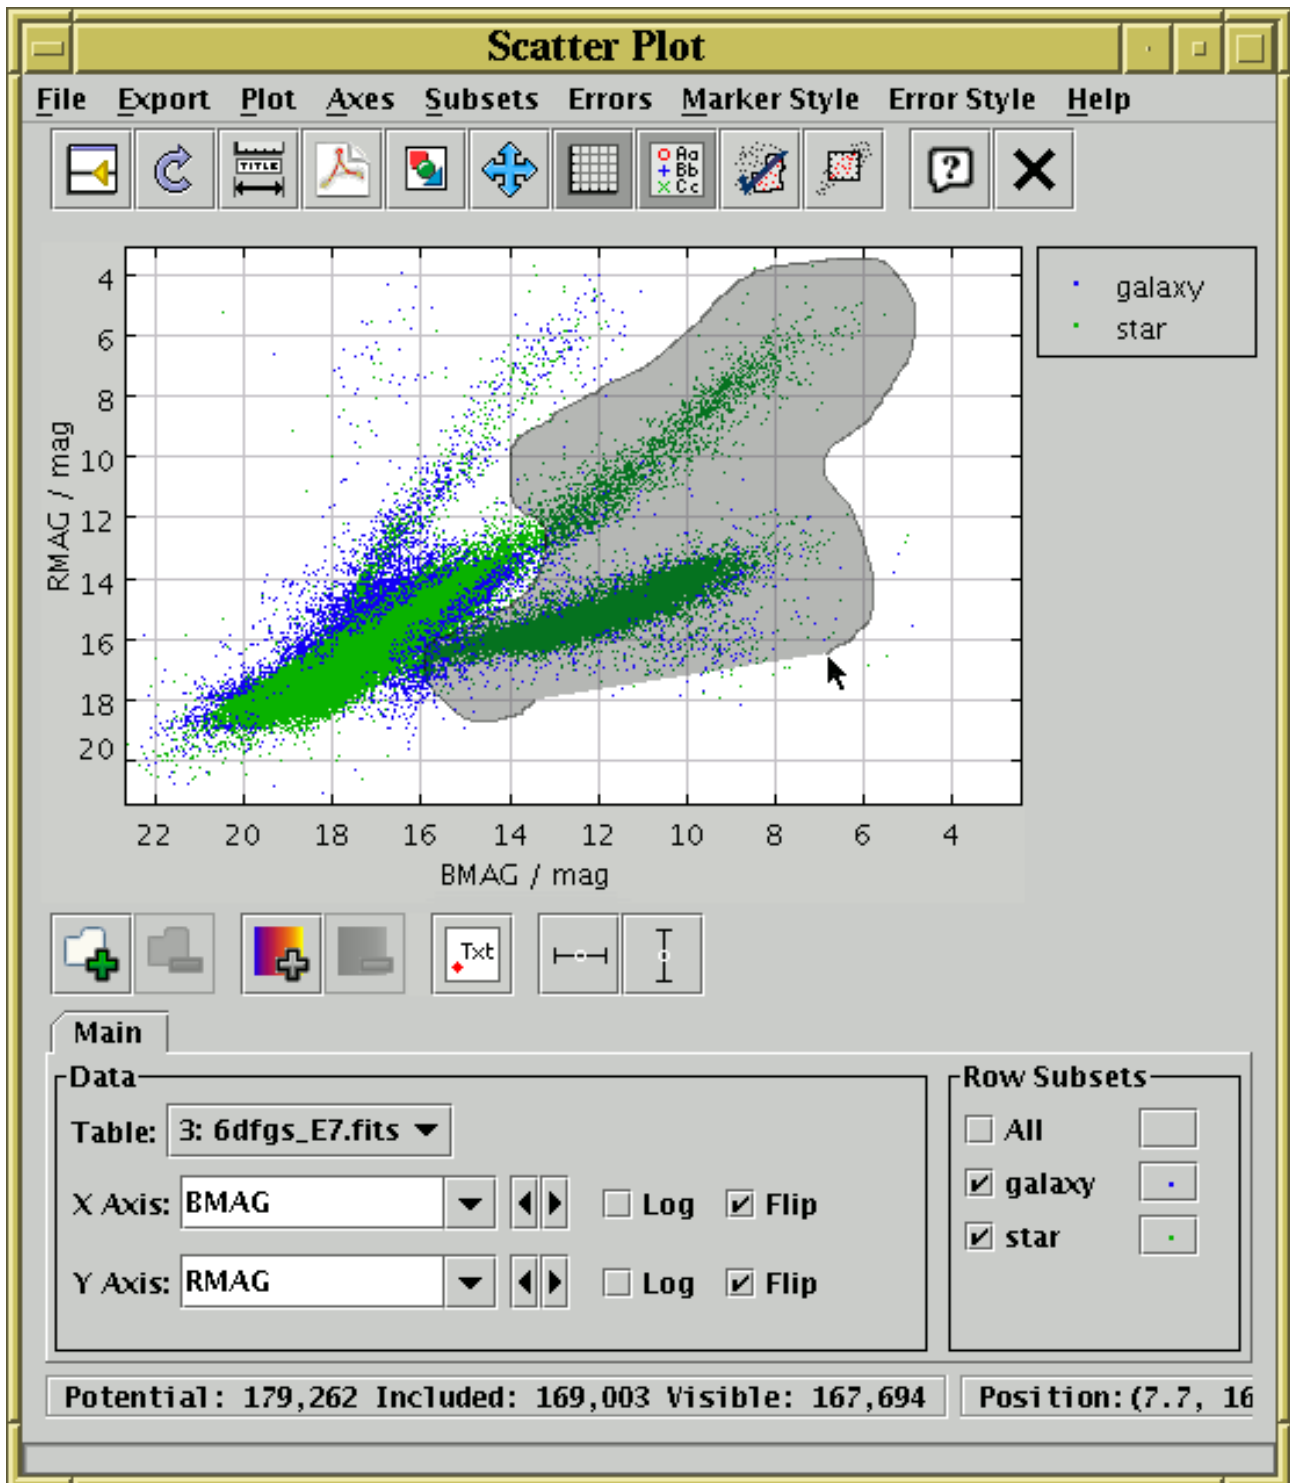 Scatter Plot
File Export Plot Axes Subsets Errors Marker Style Error Style Help
TITLE
Aa
Bb
Cc
?
4
6
8
10
12
14
16
18
20
RMAG / mag
22 20 18 16 14 12 10 8 6 4
BMAG / mag
galaxy
star
Txt
Main
Data
Table: 3: 6dfgs_E7.fits
X Axis: BMAG Log Flip
Y Axis: RMAG Log Flip
Row Subsets
All
galaxy
star
Potential: 179,262 Included: 169,003 Visible: 167,694 Position:(7.7, 16